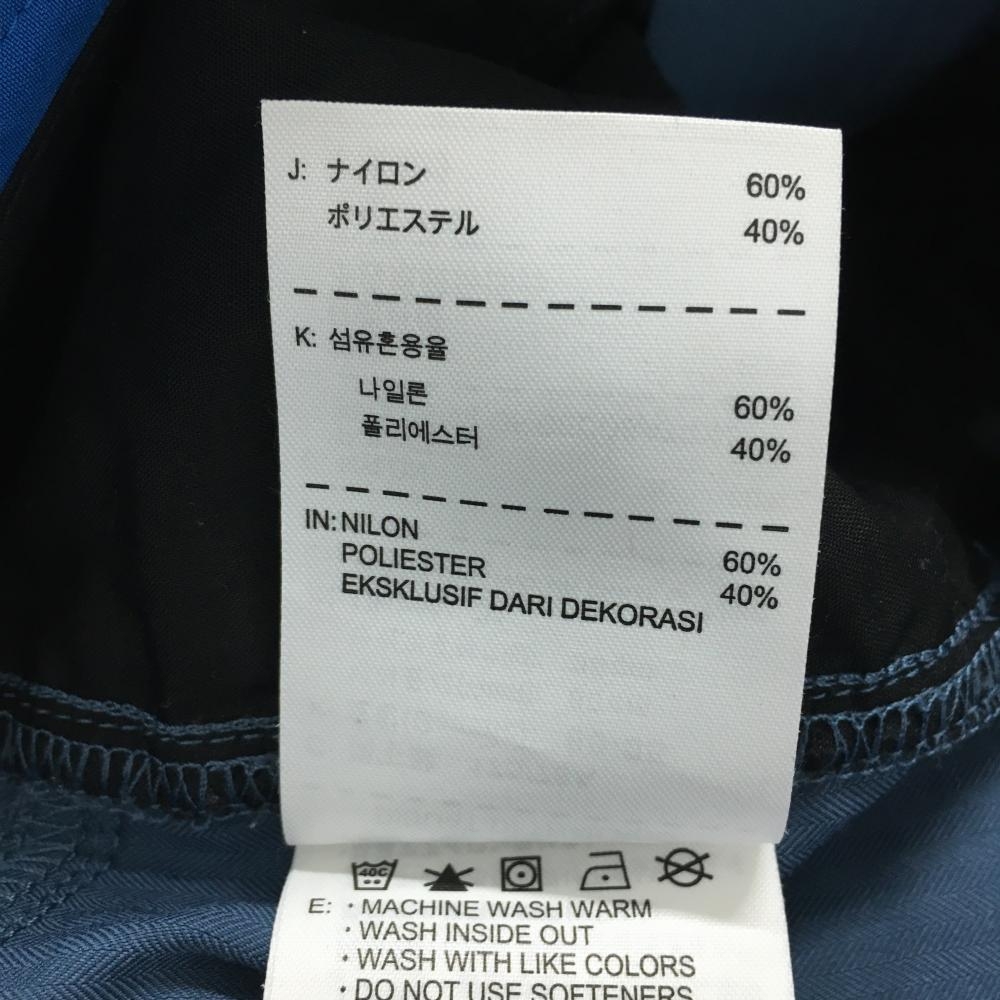 J: ナイロン 60%
ポリエステル 40%
K: 섬유혼용율
나일론 60%
폴리에스터 40%
IN: NILON 60%
POLIESTER 40%
EKSKLUSIF DARI DEKORASI
40C
E: · MACHINE WASH WARM
· WASH INSIDE OUT
· WASH WITH LIKE COLORS
· DO NOT USE SOFTENERS